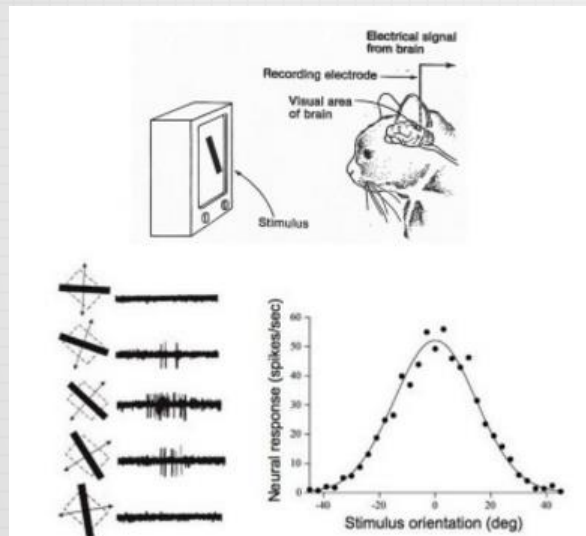 Electrical signal
from brain
Recording electrode
Visual area
of brain
Stimulus
Neural response (spikes/sec)
60
50
40
30
20
10
0
-40
-20
0
20
40
Stimulus orientation (deg)